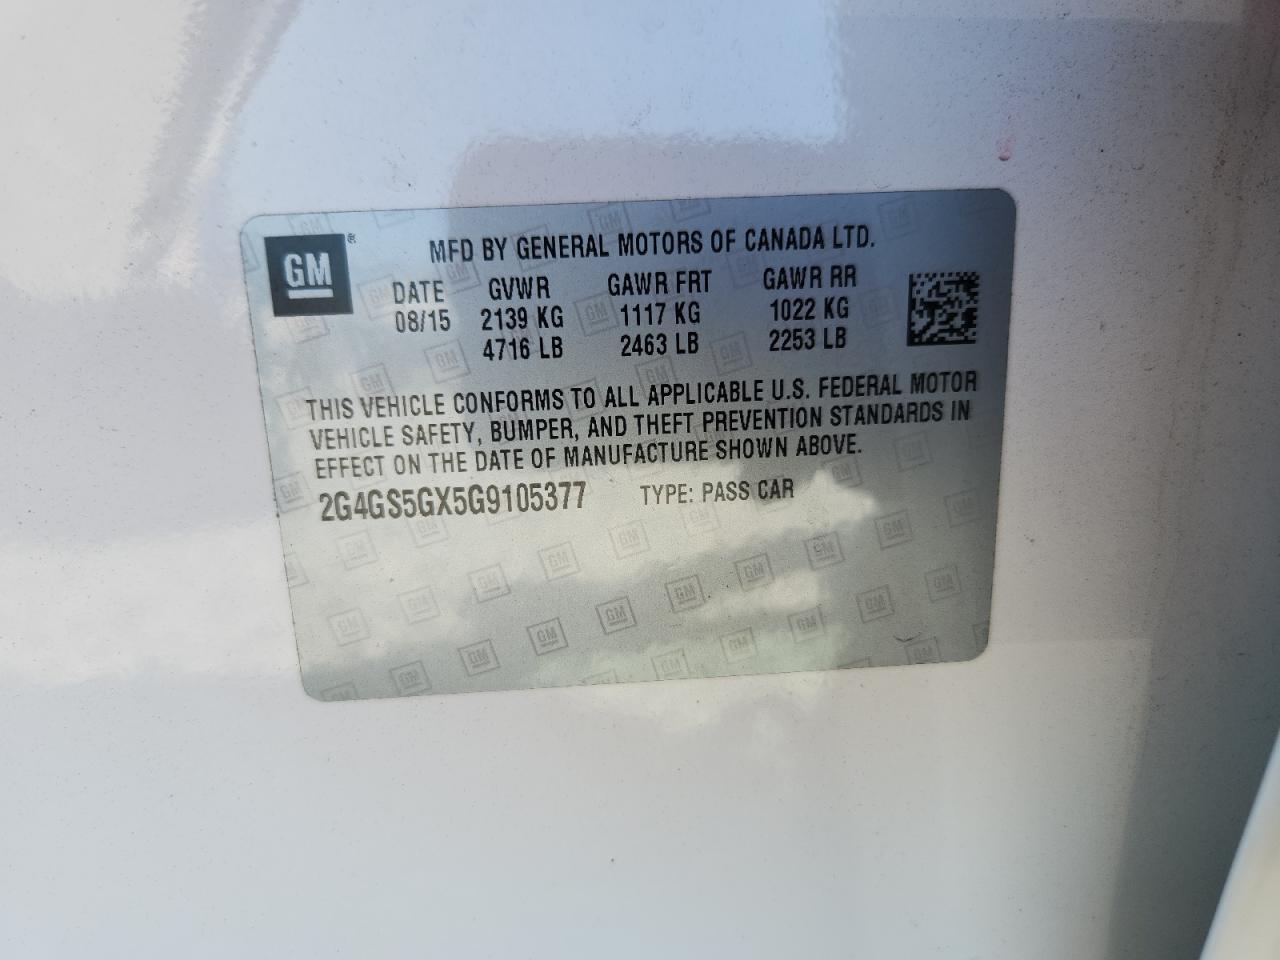 GM®
MFD BY GENERAL MOTORS OF CANADA LTD.
DATE GVWR GAWR FRT GAWR RR
08/15 2139 KG 1117 KG 1022 KG
4716 LB 2463 LB 2253 LB
THIS VEHICLE CONFORMS TO ALL APPLICABLE U.S. FEDERAL MOTOR
VEHICLE SAFETY, BUMPER, AND THEFT PREVENTION STANDARDS IN
EFFECT ON THE DATE OF MANUFACTURE SHOWN ABOVE.
2G4GS5GX5G9105377 TYPE: PASS CAR